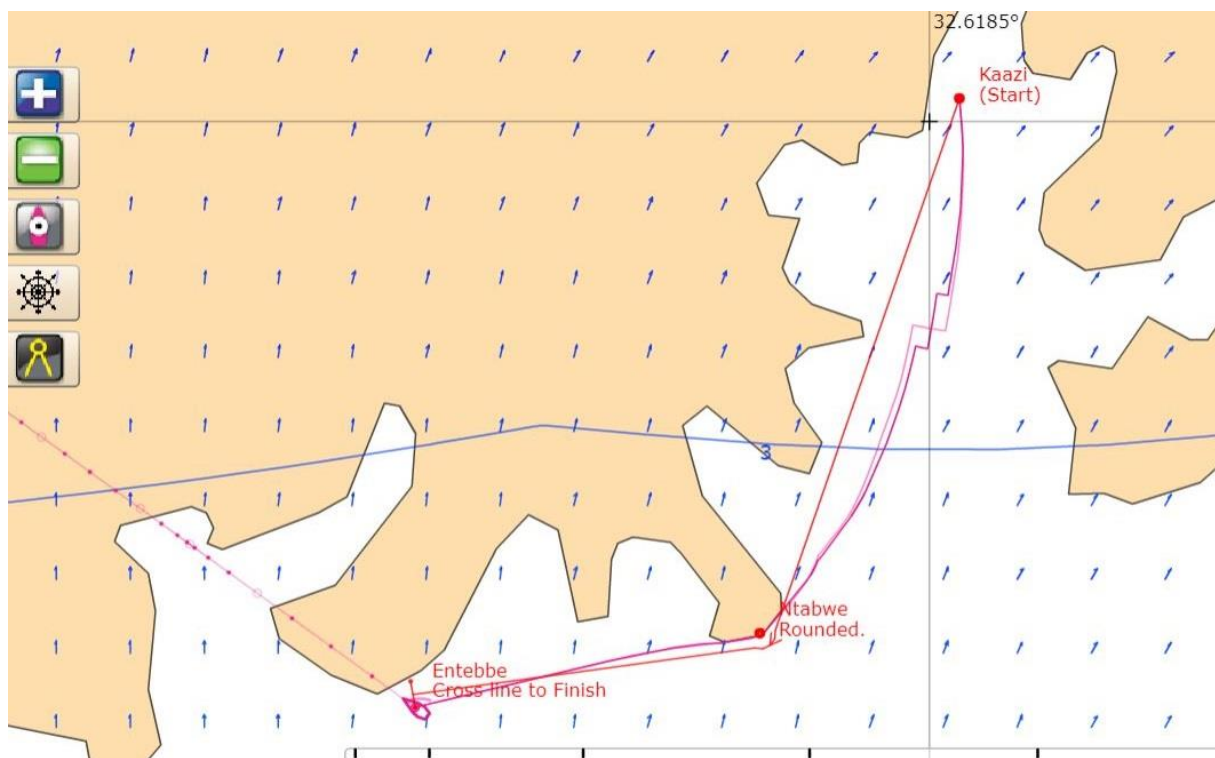 32.6185°
Kaazi
(Start)
3
Ntabwe
Rounded.
Entebbe
Cross line to Finish